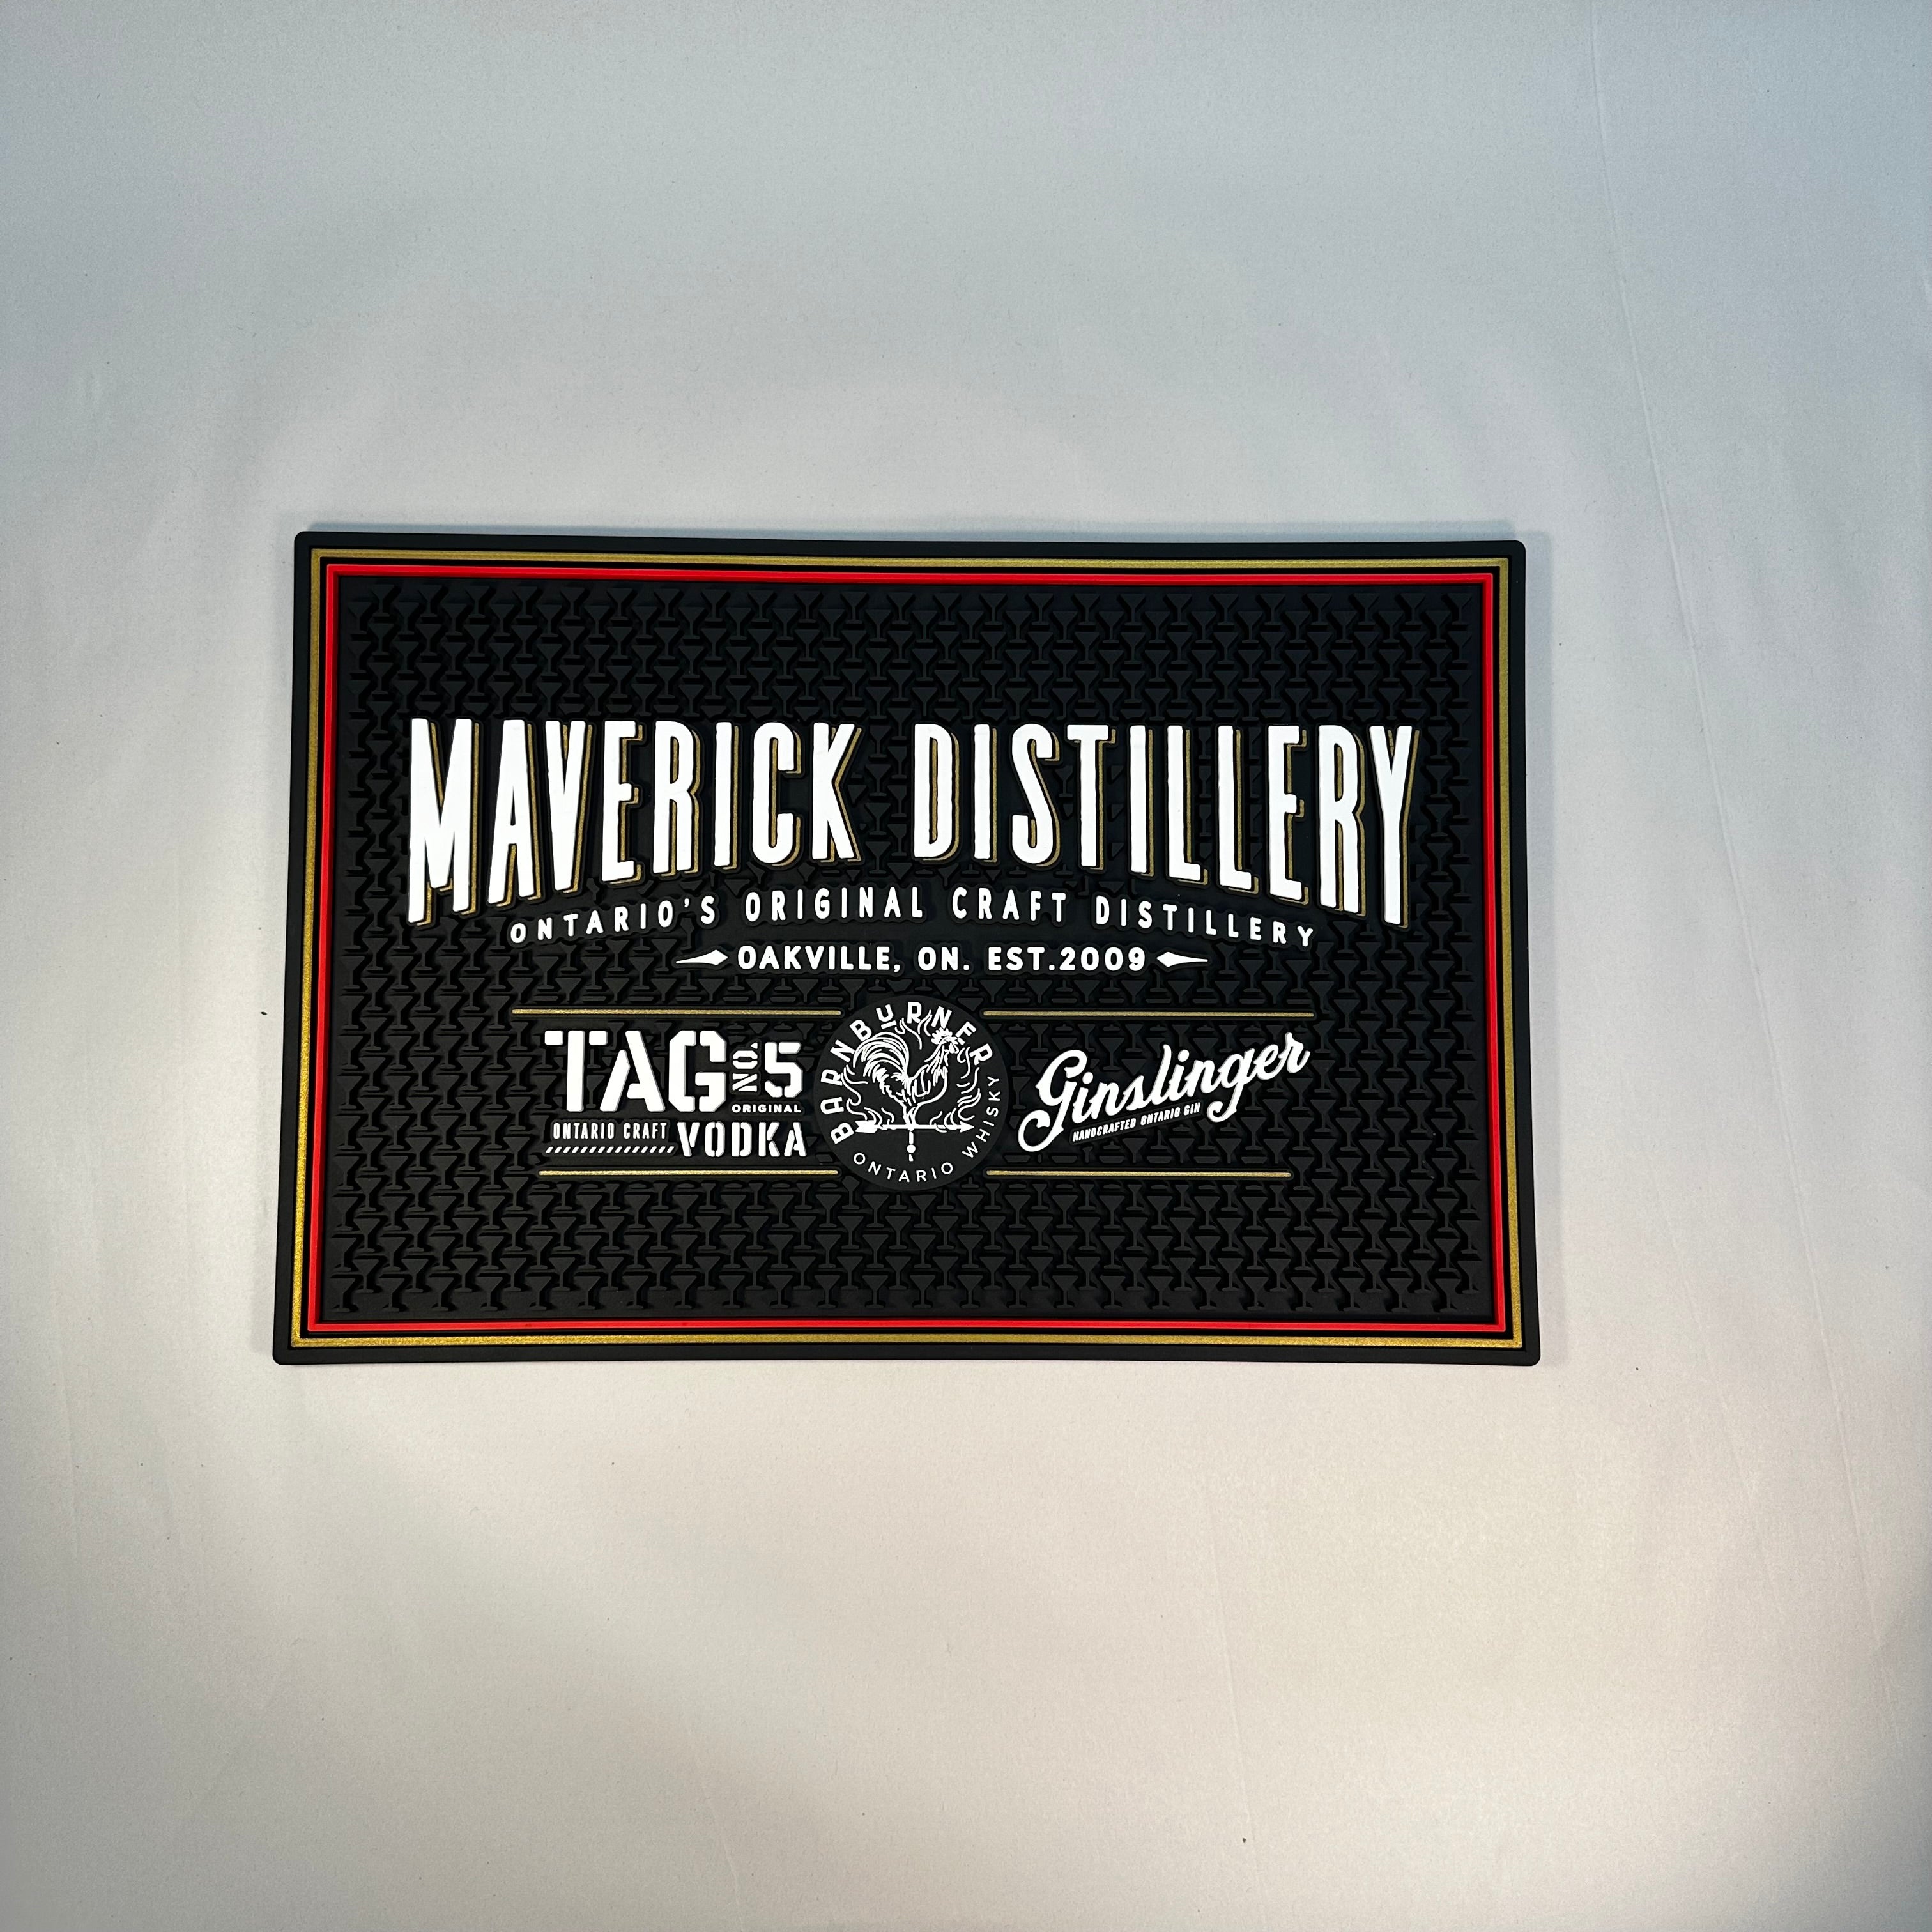 MAVERICK DISTILLERY
ONTARIO'S ORIGINAL CRAFT DISTILLERY
OAKVILLE, ON. EST.2009
TAG NO. 5
ORIGINAL
ONTARIO CRAFT VODKA
BARNBURNER
ONTARIO WHISKY
Ginslinger
HANDCRAFTED ONTARIO GIN